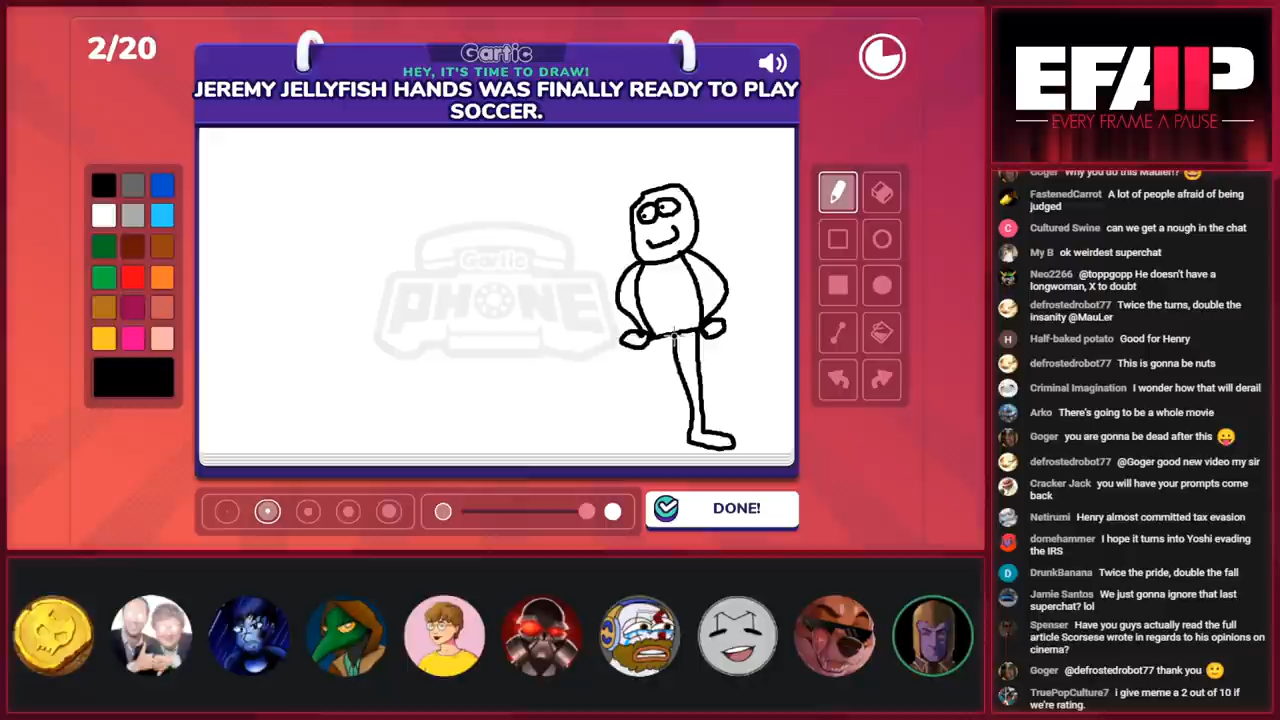 2/20
Gartic
HEY, IT'S TIME TO DRAW!
JEREMY JELLYFISH HANDS WAS FINALLY READY TO PLAY
SOCCER.
Gartic
PHONE
DONE!
EFAP
EVERY FRAME A PAUSE
Goger Why you do this Mauler!?
FastenedCarrot A lot of people afraid of being
judged
C Cultured Swine can we get a nough in the chat
My B ok weirdest superchat
Neo2266 @toppgopp He doesn't have a
longwoman, X to doubt
defrostedrobot77 Twice the turns, double the
insanity @MauLer
H Half-baked potato Good for Henry
defrostedrobot77 This is gonna be nuts
Criminal Imagination I wonder how that will derail
Arko There's going to be a whole movie
Goger you are gonna be dead after this
defrostedrobot77 @Goger good new video my sir
Cracker Jack you will have your prompts come
back
Netirumi Henry almost committed tax evasion
domehammer I hope it turns into Yoshi evading
the IRS
D DrunkBanana Twice the pride, double the fall
Jamie Santos We just gonna ignore that last
superchat? lol
Spenser Have you guys actually read the full
article Scorsese wrote in regards to his opinions on
cinema?
Goger @defrostedrobot77 thank you
TruePopCulture7 i give meme a 2 out of 10 if
we're rating.